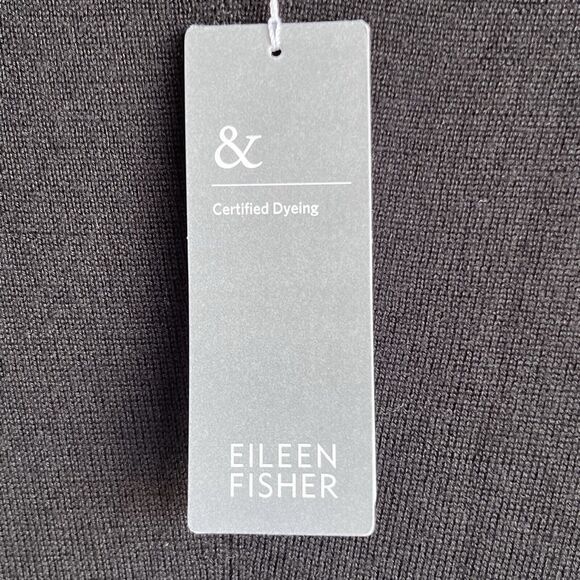 &
Certified Dyeing
EILEEN
FISHER